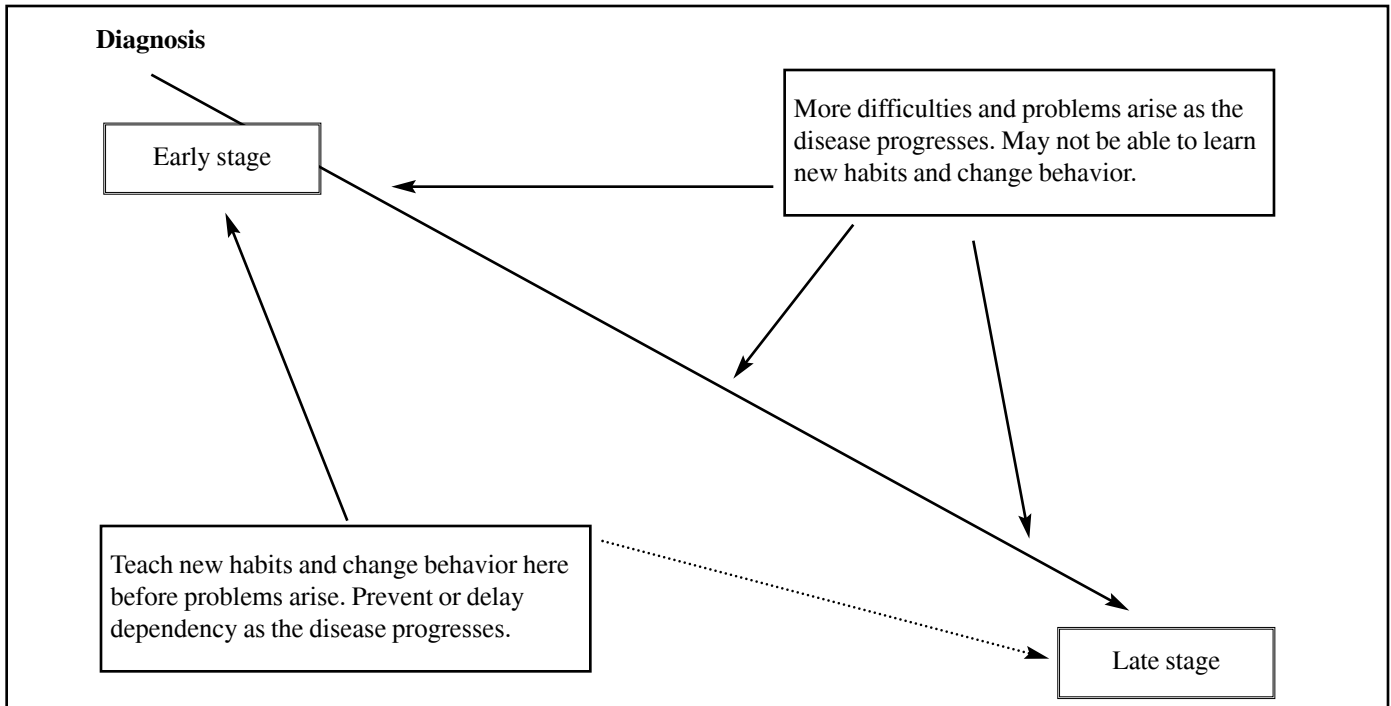 Diagnosis
Early stage
More difficulties and problems arise as the
disease progresses. May not be able to learn
new habits and change behavior.
Teach new habits and change behavior here
before problems arise. Prevent or delay
dependency as the disease progresses.
Late stage